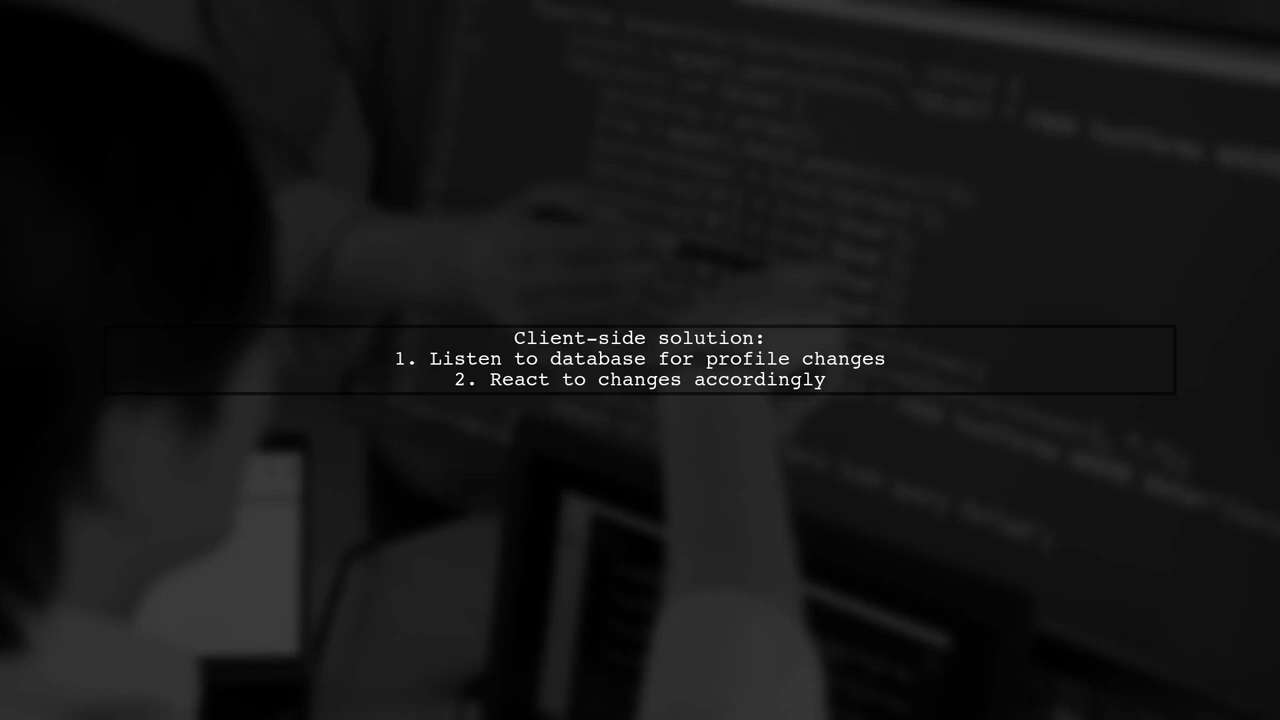 Client-side solution:
1. Listen to database for profile changes
2. React to changes accordingly